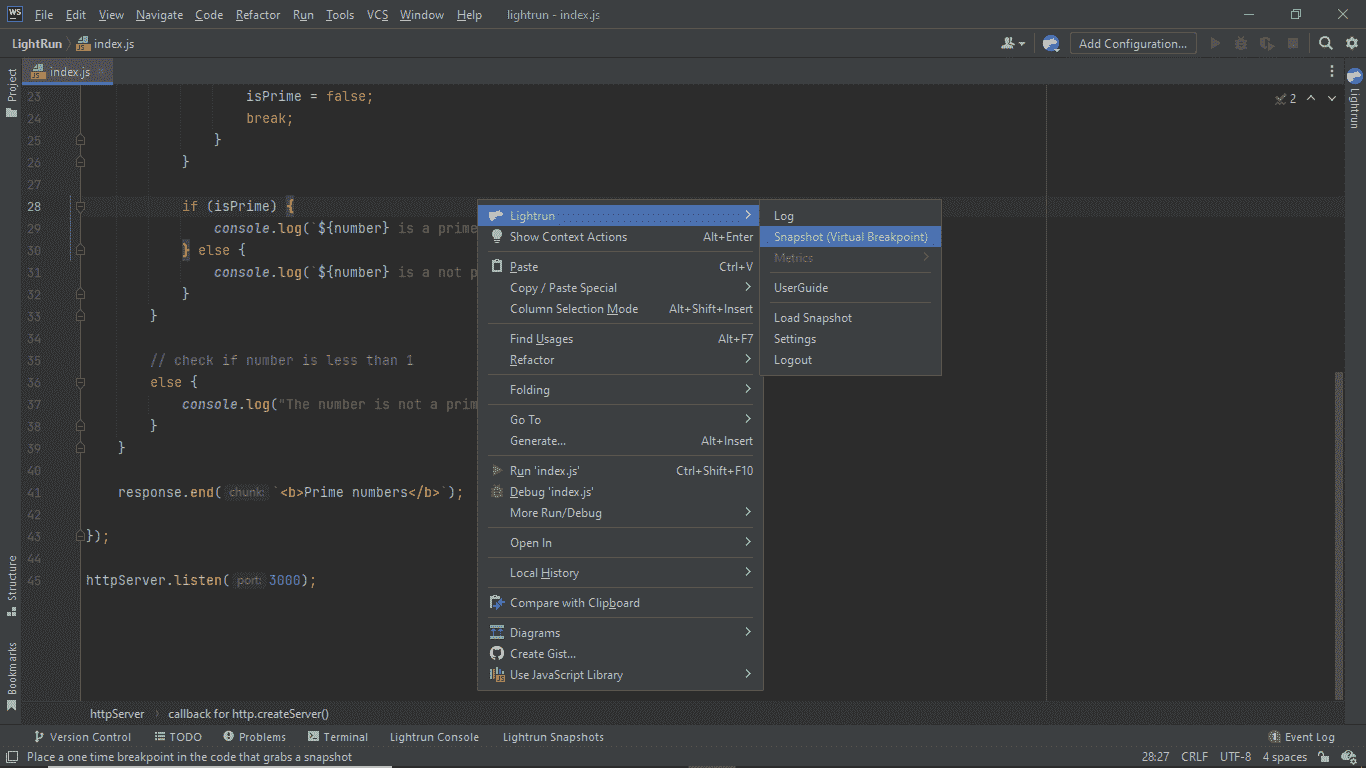 WS File Edit View Navigate Code Refactor Run Tools VCS Window Help lightrun - index.js
LightRun index.js Add Configuration...
index.js
Project
Structure
Bookmarks
Lightrun
2
23 isPrime = false;
24 break;
25 }
26 }
27
28 if (isPrime) {
29 console.log(`${number} is a prime
30 } else {
31 console.log(`${number} is a not p
32 }
33 }
34
35 // check if number is less than 1
36 else {
37 console.log("The number is not a prim
38 }
39 }
40
41 response.end( chunk: `<b>Prime numbers</b>`);
42
43 });
44
45 httpServer.listen( port: 3000);
Lightrun
Show Context Actions Alt+Enter
Paste Ctrl+V
Copy / Paste Special
Column Selection Mode Alt+Shift+Insert
Find Usages Alt+F7
Refactor
Folding
Go To
Generate... Alt+Insert
Run 'index.js' Ctrl+Shift+F10
Debug 'index.js'
More Run/Debug
Open In
Local History
Compare with Clipboard
Diagrams
Create Gist...
Use JavaScript Library
Log
Snapshot (Virtual Breakpoint)
Metrics
UserGuide
Load Snapshot
Settings
Logout
httpServer callback for http.createServer()
Version Control TODO Problems Terminal Lightrun Console Lightrun Snapshots Event Log
Place a one time breakpoint in the code that grabs a snapshot 28:27 CRLF UTF-8 4 spaces